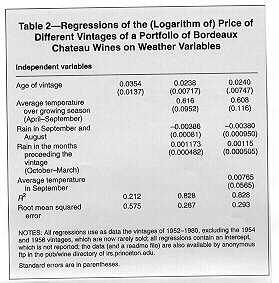 Table 2—Regressions of the (Logarithm of) Price of
Different Vintages of a Portfolio of Bordeaux
Chateau Wines on Weather Variables
Independent variables
Age of vintage 0.0354 0.0238 0.0240
(0.0137) (0.00717) (.00747)
Average temperature 0.616 0.608
over growing season (0.0952) (0.116)
(April–September)
Rain in September and –0.00386 –0.00380
August (0.00081) (0.000950)
Rain in the months 0.001173 0.00115
preceeding the (0.000482) (0.000505)
vintage
(October–March)
Average temperature 0.00765
in September (0.0565)
R² 0.212 0.828 0.828
Root mean squared 0.575 0.287 0.293
error
NOTES: All regressions use as data the vintages of 1952–1980, excluding the 1954
and 1956 vintages, which are now rarely sold; all regressions contain an intercept,
which is not reported; the data (and a readme file) are also available by anonymous
ftp in the pub/wine directory of irs.princeton.edu.
Standard errors are in parentheses.